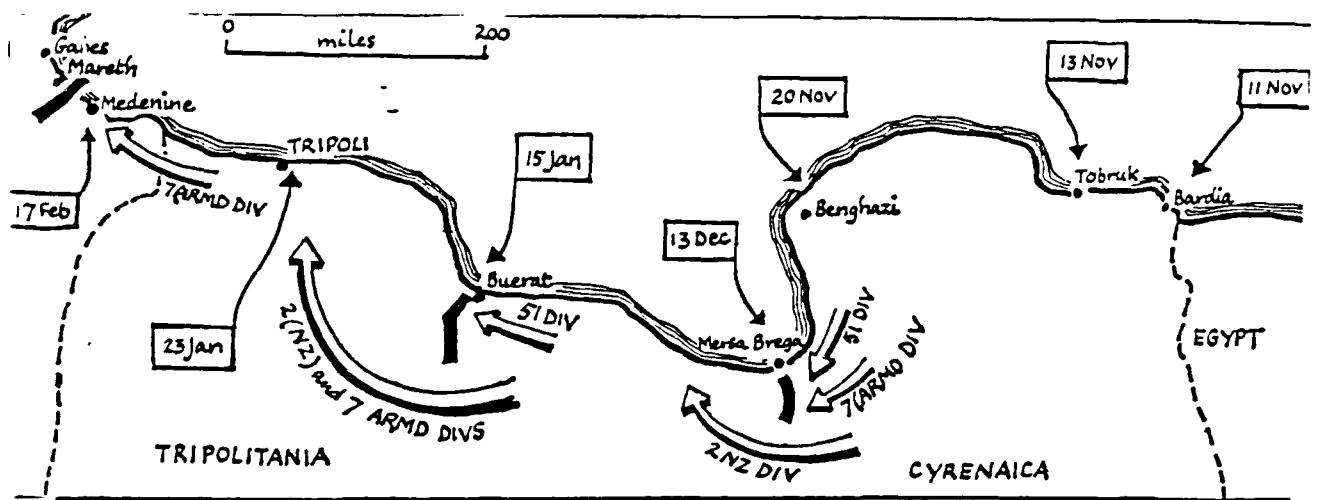 0 200
miles
Gabes
Mareth
Medenine
17 Feb
7 ARMD DIV
TRIPOLI
23 Jan
15 Jan
Buerat
51 DIV
2(NZ) and 7 ARMD DIVS
TRIPOLITANIA
20 Nov
Benghazi
13 Dec
Mersa Brega
51 DIV
7(ARMD DIV
2NZ DIV
CYRENAICA
13 Nov
Tobruk
11 Nov
Bardia
EGYPT